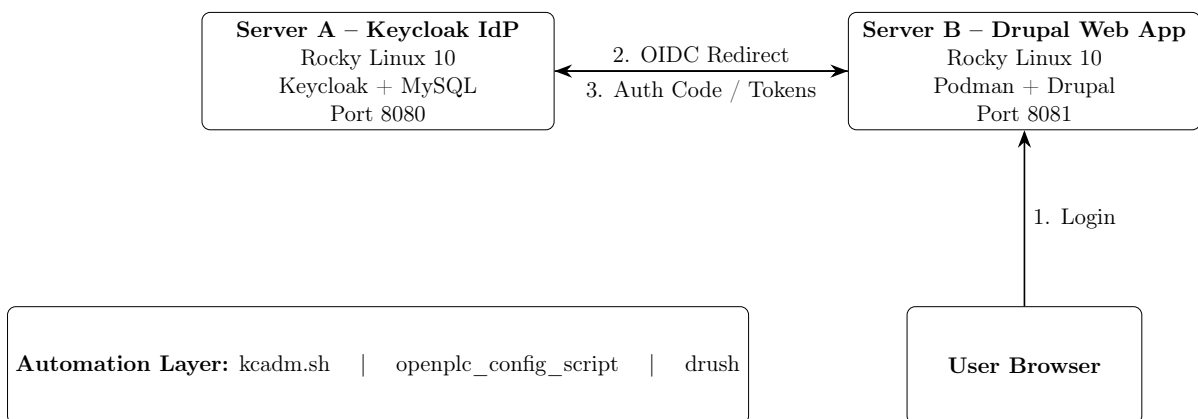 Server A – Keycloak IdP
Rocky Linux 10
Keycloak + MySQL
Port 8080
2. OIDC Redirect
3. Auth Code / Tokens
Server B – Drupal Web App
Rocky Linux 10
Podman + Drupal
Port 8081
1. Login
Automation Layer: kcadm.sh | openplc_config_script | drush
User Browser